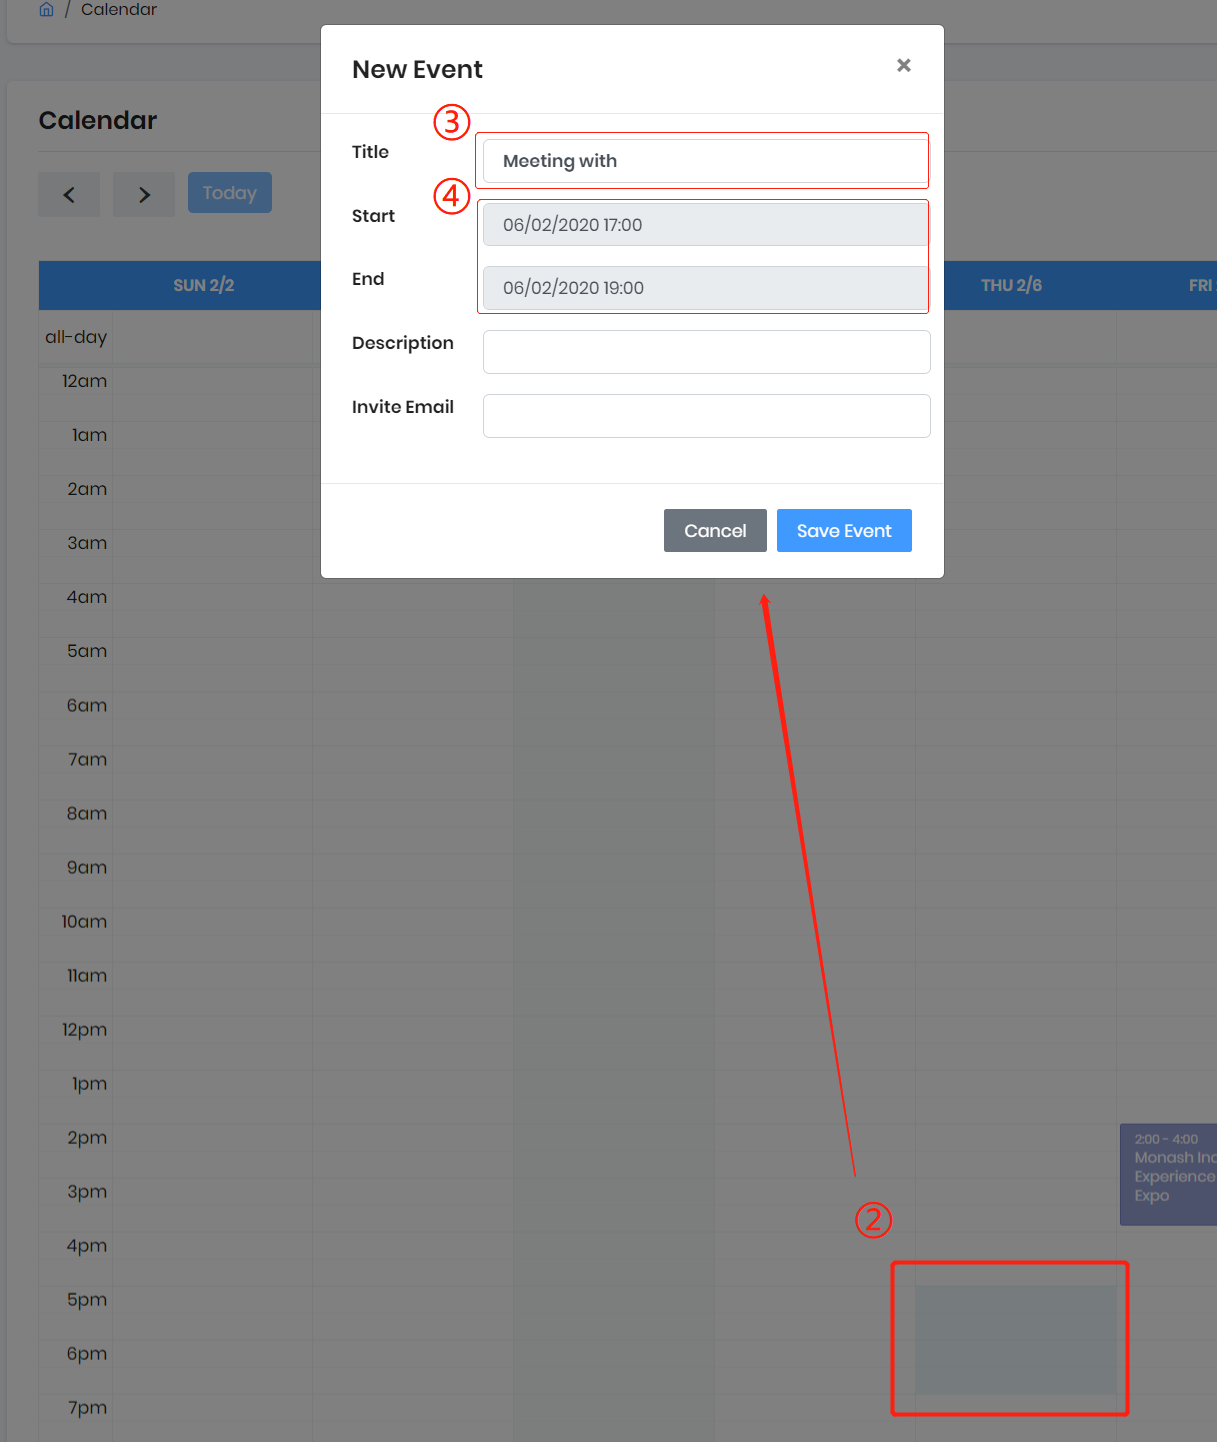 / Calendar
New Event ×
Calendar
③
Title Meeting with
Today
④
Start 06/02/2020 17:00
End 06/02/2020 19:00
SUN 2/2 THU 2/6 FRI
all-day
Description
12am
Invite Email
1am
2am
Cancel Save Event
3am
4am
5am
6am
7am
8am
9am
10am
11am
12pm
1pm
2pm
2:00 - 4:00
Monash Inc
Experience
Expo
3pm
②
4pm
5pm
6pm
7pm